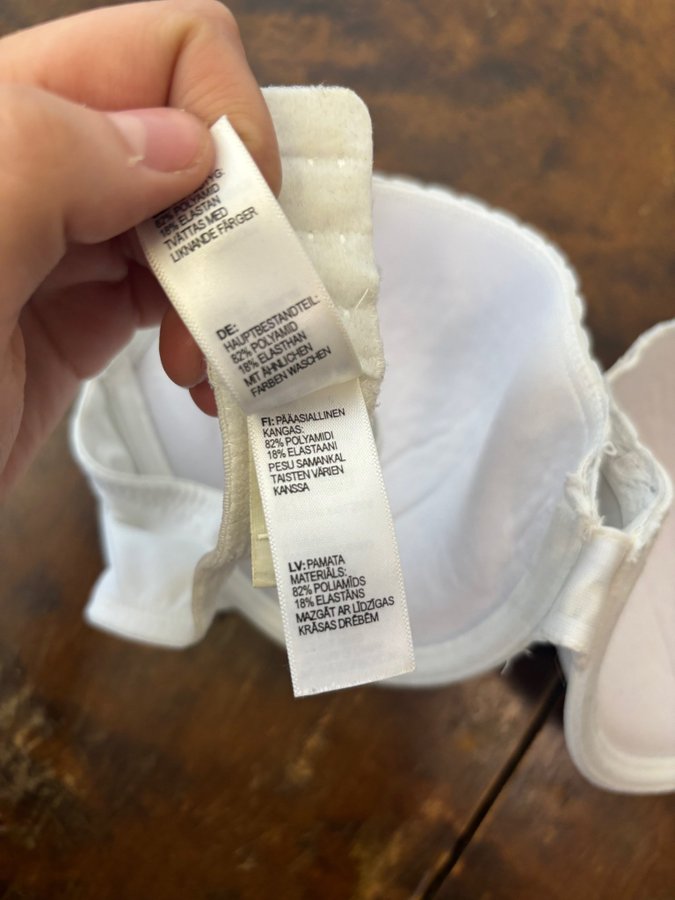 82% POLYAMID
18% ELASTAN
TVÄTTAS MED
LIKNANDE FÄRGER
DE:
HAUPTBESTANDTEIL:
82% POLYAMID
18% ELASTHAN
MIT ÄHNLICHEN
FARBEN WASCHEN
FI: PÄÄASIALLINEN
KANGAS:
82% POLYAMIDI
18% ELASTAANI
PESU SAMANKAL
TAISTEN VÄRIEN
KANSSA
LV: PAMATA
MATERIĀLS:
82% POLIAMĪDS
18% ELASTĀNS
MAZGĀT AR LĪDZĪGAS
KRĀSAS DRĒBĒM